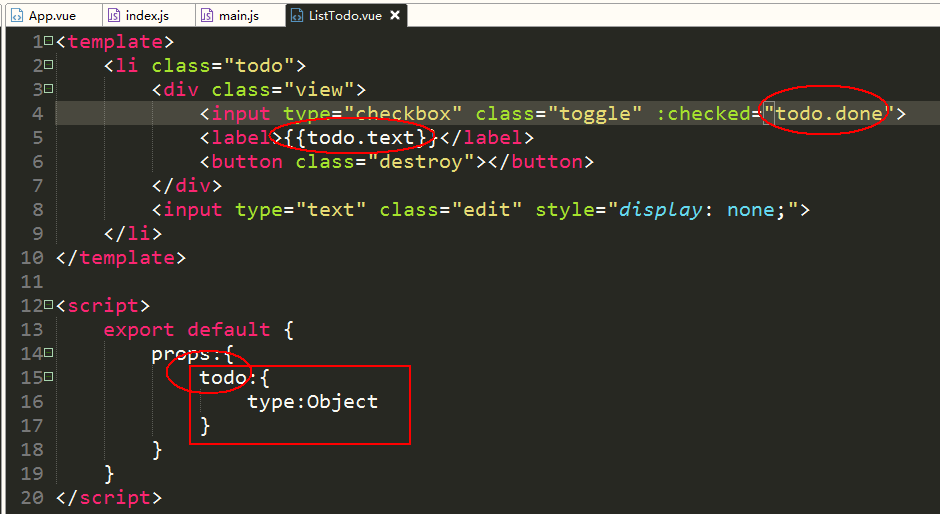 App.vue index.js main.js ListTodo.vue
1 <template>
2 <li class="todo">
3 <div class="view">
4 <input type="checkbox" class="toggle" :checked="todo.done">
5 <label>{{todo.text}}</label>
6 <button class="destroy"></button>
7 </div>
8 <input type="text" class="edit" style="display: none;">
9 </li>
10 </template>
11
12 <script>
13 export default {
14 props:{
15 todo:{
16 type:Object
17 }
18 }
19 }
20 </script>